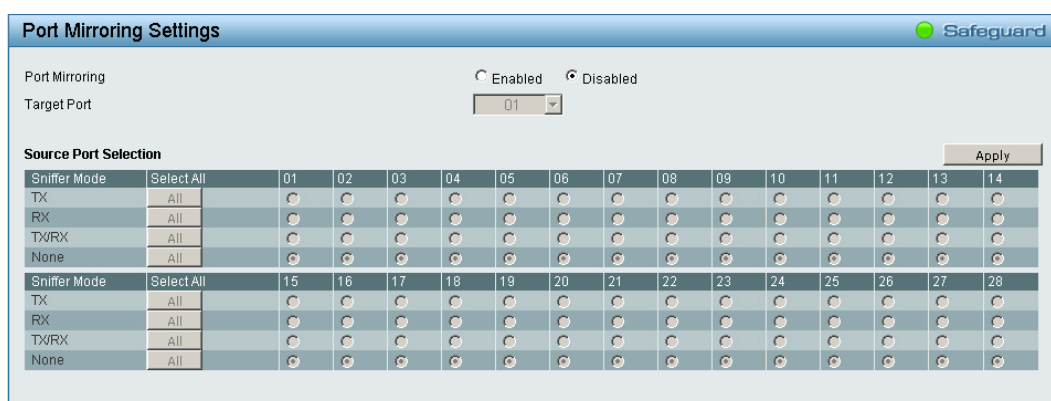 Port Mirroring Settings Safeguard
Port Mirroring Enabled Disabled
Target Port 01
Source Port Selection Apply
Sniffer Mode Select All 01 02 03 04 05 06 07 08 09 10 11 12 13 14
TX All
RX All
TX/RX All
None All
Sniffer Mode Select All 15 16 17 18 19 20 21 22 23 24 25 26 27 28
TX All
RX All
TX/RX All
None All